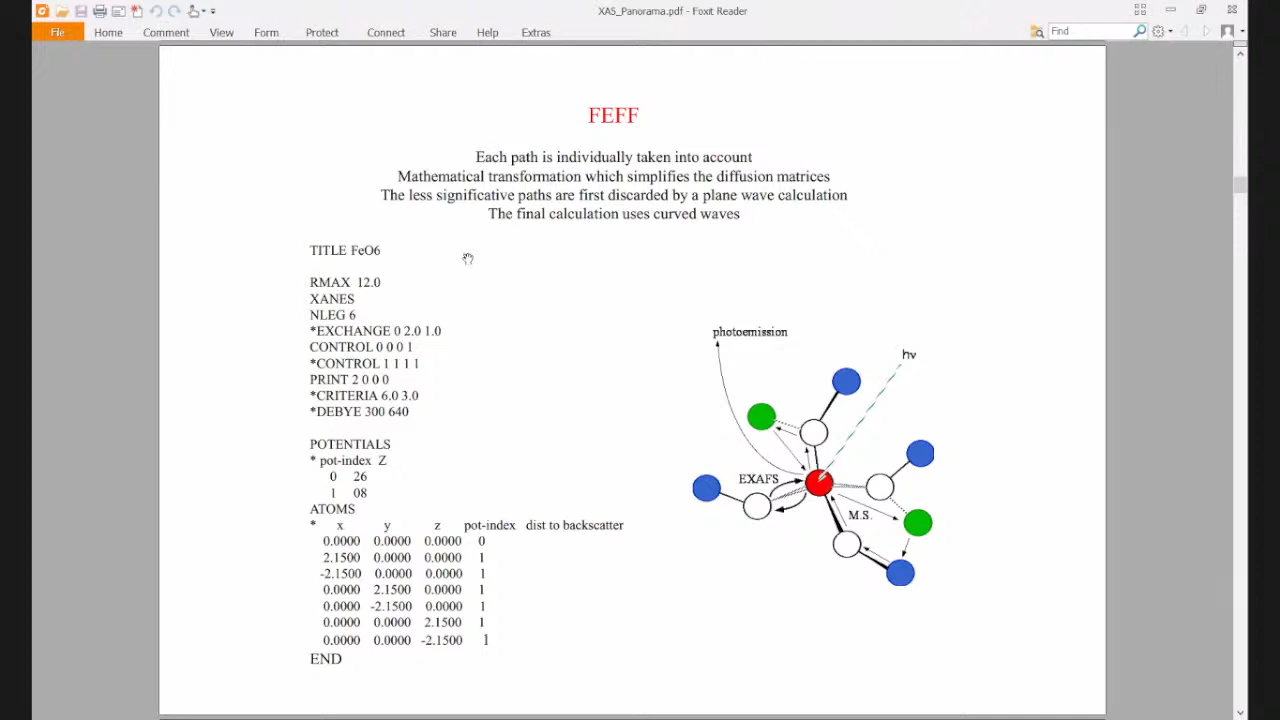 XAS_Panorama.pdf - Foxit Reader
File Home Comment View Form Protect Connect Share Help Extras Find
FEFF
Each path is individually taken into account
Mathematical transformation which simplifies the diffusion matrices
The less significative paths are first discarded by a plane wave calculation
The final calculation uses curved waves
TITLE FeO6
RMAX 12.0
XANES
NLEG 6
*EXCHANGE 0 2.0 1.0
CONTROL 0 0 0 1
*CONTROL 1 1 1 1
PRINT 2 0 0 0
*CRITERIA 6.0 3.0
*DEBYE 300 640
POTENTIALS
* pot-index Z
0 26
1 08
ATOMS
* x y z pot-index dist to backscatter
0.0000 0.0000 0.0000 0
2.1500 0.0000 0.0000 1
-2.1500 0.0000 0.0000 1
0.0000 2.1500 0.0000 1
0.0000 -2.1500 0.0000 1
0.0000 0.0000 2.1500 1
0.0000 0.0000 -2.1500 1
END
photoemission
hν
EXAFS
M.S.